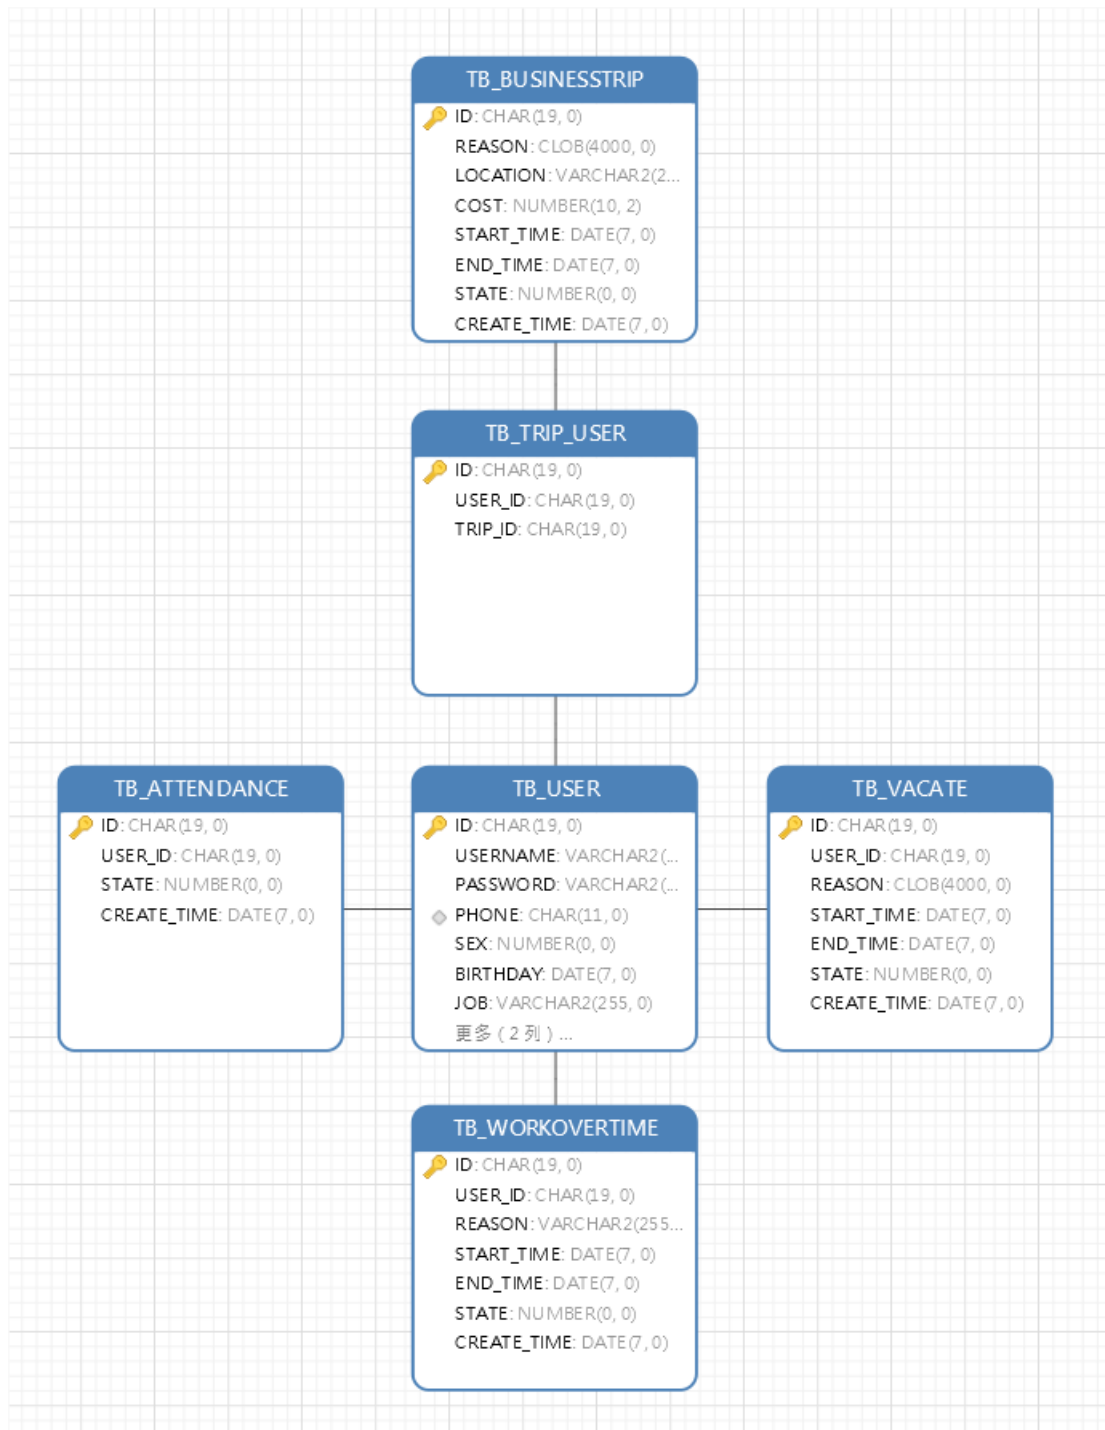 TB_BUSINESSTRIP
ID: CHAR(19, 0)
REASON: CLOB(4000, 0)
LOCATION: VARCHAR2(2...
COST: NUMBER(10, 2)
START_TIME: DATE(7, 0)
END_TIME: DATE(7, 0)
STATE: NUMBER(0, 0)
CREATE_TIME: DATE(7, 0)
TB_TRIP_USER
ID: CHAR(19, 0)
USER_ID: CHAR(19, 0)
TRIP_ID: CHAR(19, 0)
TB_ATTENDANCE
ID: CHAR(19, 0)
USER_ID: CHAR(19, 0)
STATE: NUMBER(0, 0)
CREATE_TIME: DATE(7, 0)
TB_USER
ID: CHAR(19, 0)
USERNAME: VARCHAR2(...
PASSWORD: VARCHAR2(...
PHONE: CHAR(11, 0)
SEX: NUMBER(0, 0)
BIRTHDAY: DATE(7, 0)
JOB: VARCHAR2(255, 0)
更多 ( 2 列 ) ...
TB_VACATE
ID: CHAR(19, 0)
USER_ID: CHAR(19, 0)
REASON: CLOB(4000, 0)
START_TIME: DATE(7, 0)
END_TIME: DATE(7, 0)
STATE: NUMBER(0, 0)
CREATE_TIME: DATE(7, 0)
TB_WORKOVERTIME
ID: CHAR(19, 0)
USER_ID: CHAR(19, 0)
REASON: VARCHAR2(255...
START_TIME: DATE(7, 0)
END_TIME: DATE(7, 0)
STATE: NUMBER(0, 0)
CREATE_TIME: DATE(7, 0)